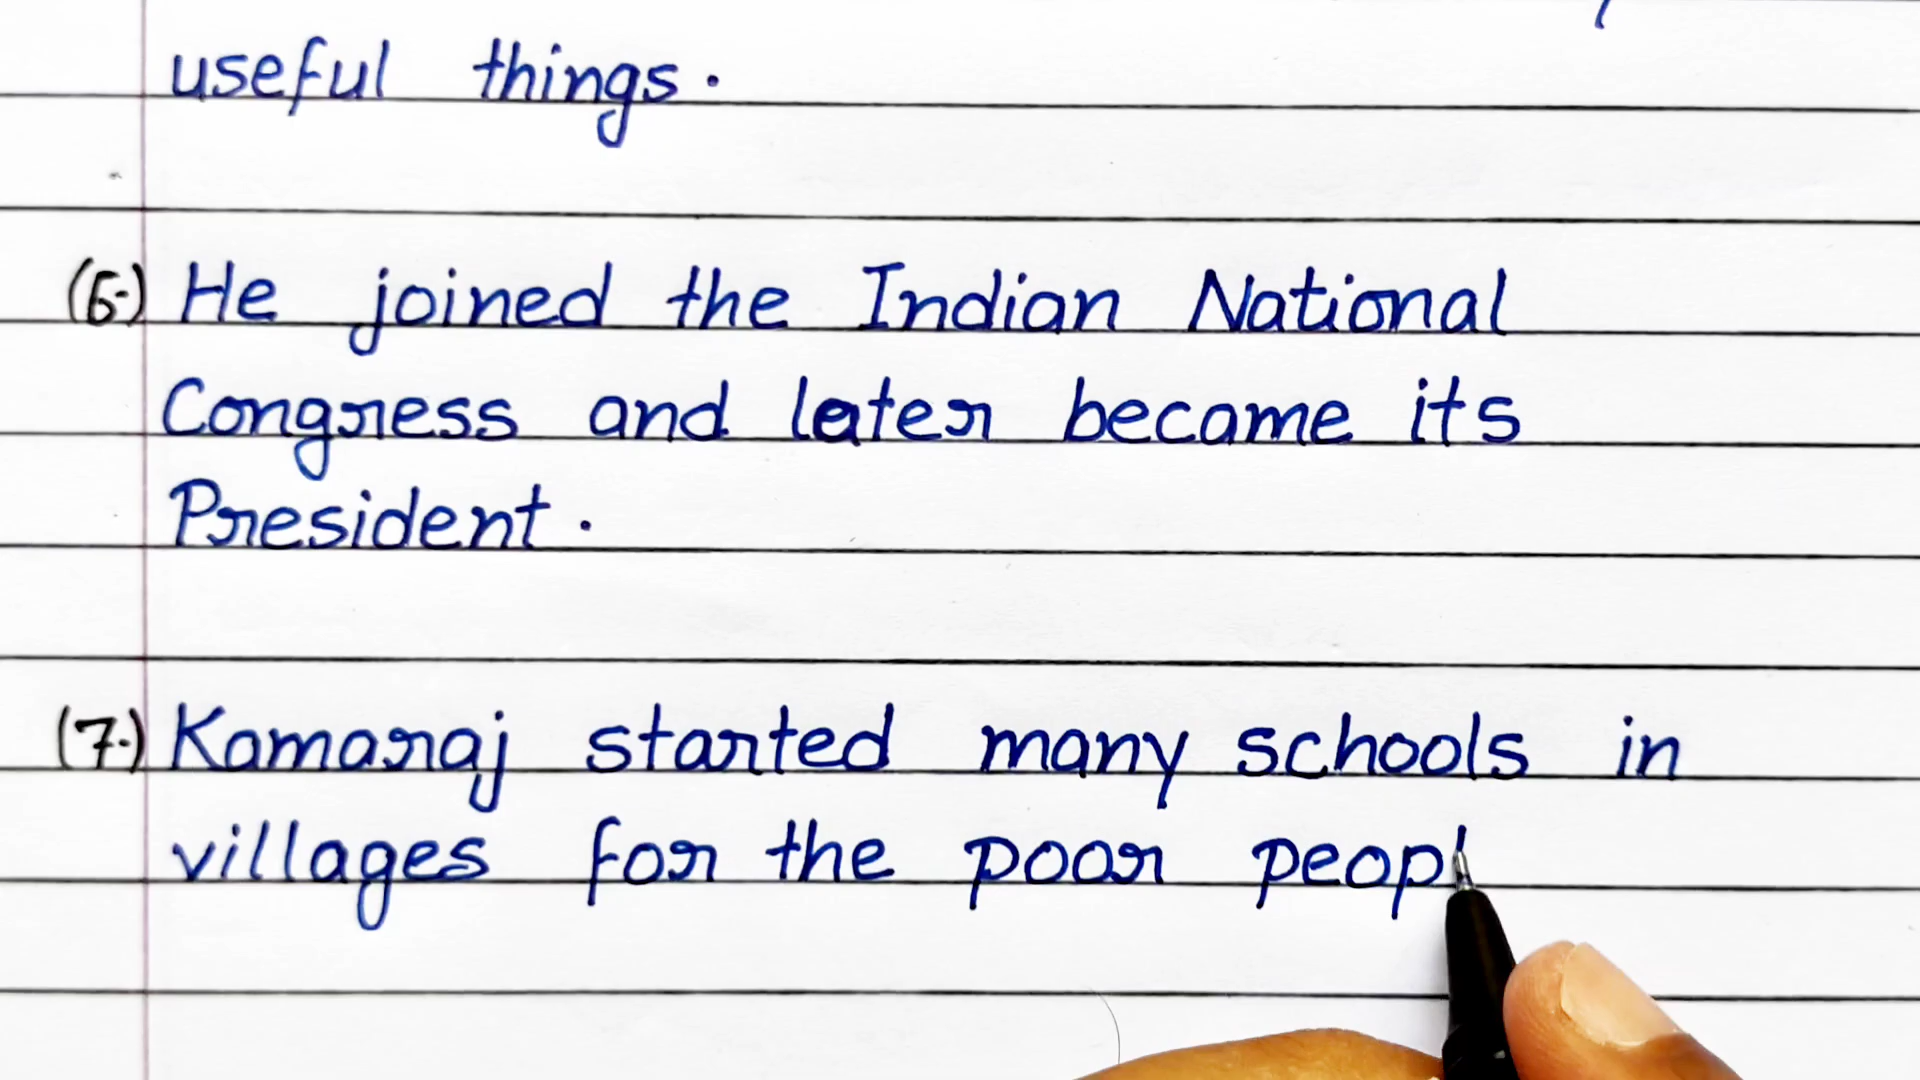 useful things.
(6.) He joined the Indian National
Congress and later became its
President.
(7.) Kamaraj started many schools in
villages for the poor peopl